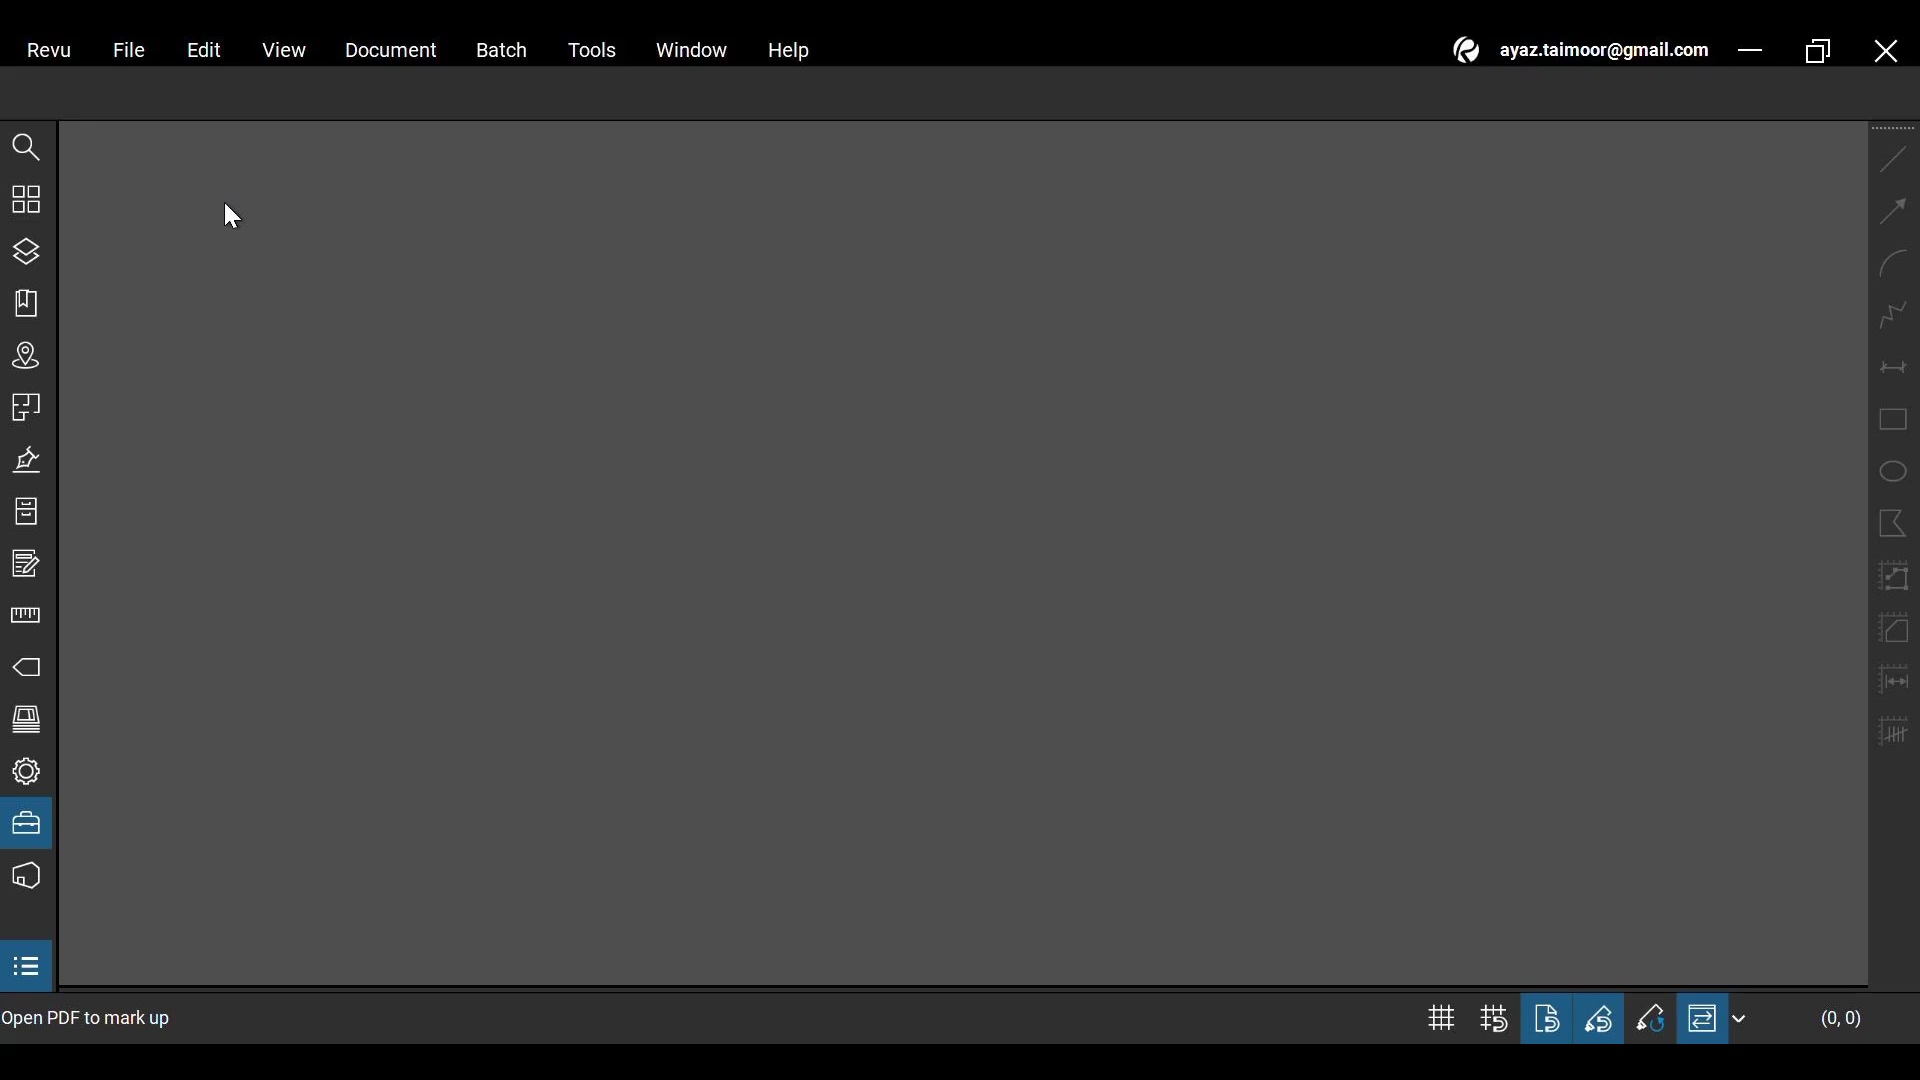 Revu File Edit View Document Batch Tools Window Help ayaz.taimoor@gmail.com
Open PDF to mark up (0, 0)